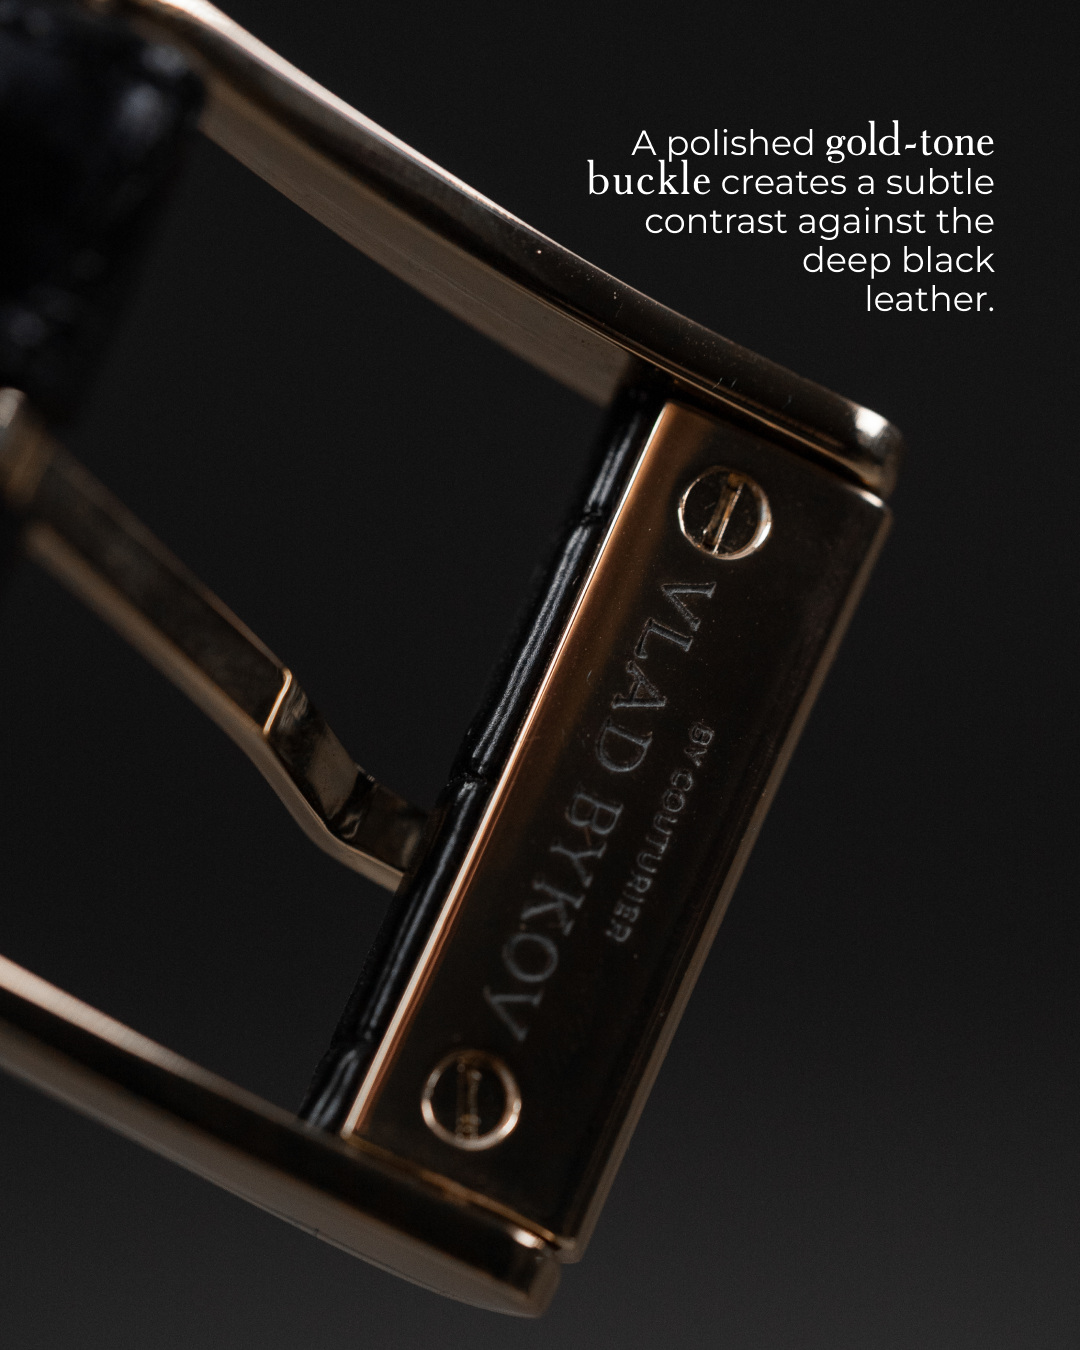 A polished gold-tone
buckle creates a subtle
contrast against the
deep black
leather.
VLAD BYKOV
BY COUTURIER